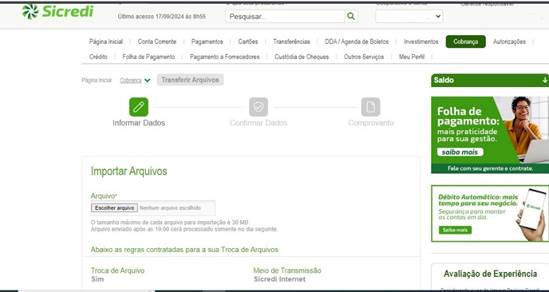 Sicredi
Último acesso 17/09/2024 às 8h55
Pesquisar...
Página Inicial
Conta Corrente
Pagamentos
Cartões
Transferências
DDA / Agenda de Boletos
Investimentos
Cobrança
Autorizações
Crédito
Folha de Pagamento
Pagamento a Fornecedores
Custódia de Cheques
Outros Serviços
Meu Perfil
Página Inicial
Cobrança
Transferir Arquivos
Saldo
Informar Dados
Confirmar Dados
Comprovante
Folha de
pagamento:
mais praticidade
para sua gestão.
saiba mais
Fale com seu gerente e contrate.
Importar Arquivos
Arquivo*
Escolher arquivo Nenhum arquivo escolhido
O tamanho máximo de cada arquivo para importação é 30 MB.
Arquivo enviado após as 19:00 será processado somente no dia seguinte.
Abaixo as regras contratadas para a sua Troca de Arquivos
Troca de Arquivo
Sim
Meio de Transmissão
Sicredi Internet
Débito Automático: mais
tempo para seu negócio.
Segurança para manter
as contas em dia.
Saiba mais
Avaliação de Experiência